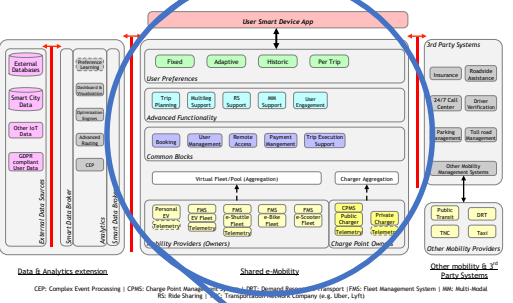 User Smart Device App
External
Databases
Smart City
Data
Other IoT
Data
GDPR
compliant
User Data
External Data Sources
Smart Data Broker
Preference
Learning
Dashboard &
Visualisation
Optimisation
Engines
Advanced
Routing
CEP
Analytics
Smart Data Broker
Fixed
Adaptive
Historic
Per Trip
User Preferences
Trip
Planning
Multileg
Support
RS
Support
MM
Support
User
Engagement
Advanced Functionality
Booking
User
Management
Remote
Access
Payment
Mangement
Trip Execution
Support
Common Blocks
Virtual Fleet/Pool (Aggregation)
Charger Aggregation
Personal
EV
Telemetry
FMS
EV Fleet
Telemetry
FMS
e-Shuttle
Fleet
FMS
e-Bike
Fleet
FMS
e-Scooter
Fleet
Mobility Providers (Owners)
CPMS
Public
Charger
Telemetry
Private
Charger
Telemetry
Charge Point Owners
3rd Party Systems
Insurance
Roadside
Assistance
24/7 Call
Center
Driver
Verification
Parking
Management
Toll road
Management
Other Mobility
Management Systems
Public
Transit
DRT
TNC
Taxi
Other Mobility Providers
Data & Analytics extension
Shared e-Mobility
Other mobility & 3rd
Party Systems
CEP: Complex Event Processing | CPMS: Charge Point Management System | DRT: Demand Responsive Transport |FMS: Fleet Management System | MM: Multi-Modal
RS: Ride Sharing | Transportation Network Company (e.g. Uber, Lyft)